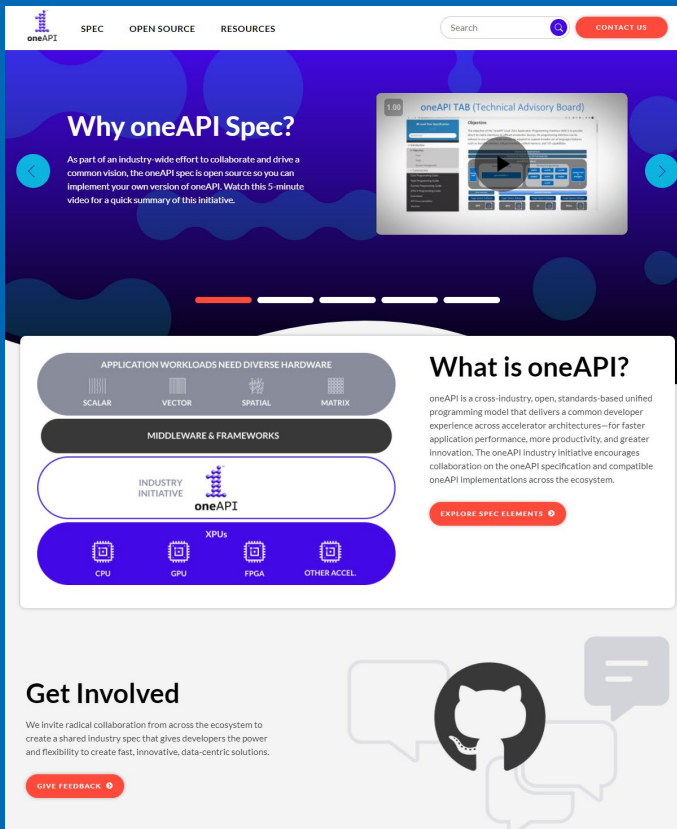 oneAPI
SPEC
OPEN SOURCE
RESOURCES
Search
CONTACT US
Why oneAPI Spec?
As part of an industry-wide effort to collaborate and drive a
common vision, the oneAPI spec is open source so you can
implement your own version of oneAPI. Watch this 5-minute
video for a quick summary of this initiative.
1.00
oneAPI TAB (Technical Advisory Board)
Objective
APPLICATION WORKLOADS NEED DIVERSE HARDWARE
SCALAR
VECTOR
SPATIAL
MATRIX
MIDDLEWARE & FRAMEWORKS
INDUSTRY
INITIATIVE
oneAPI
XPUs
CPU
GPU
FPGA
OTHER ACCEL.
What is oneAPI?
oneAPI is a cross-industry, open, standards-based unified
programming model that delivers a common developer
experience across accelerator architectures—for faster
application performance, more productivity, and greater
innovation. The oneAPI industry initiative encourages
collaboration on the oneAPI specification and compatible
oneAPI implementations across the ecosystem.
EXPLORE SPEC ELEMENTS
Get Involved
We invite radical collaboration from across the ecosystem to
create a shared industry spec that gives developers the power
and flexibility to create fast, innovative, data-centric solutions.
GIVE FEEDBACK